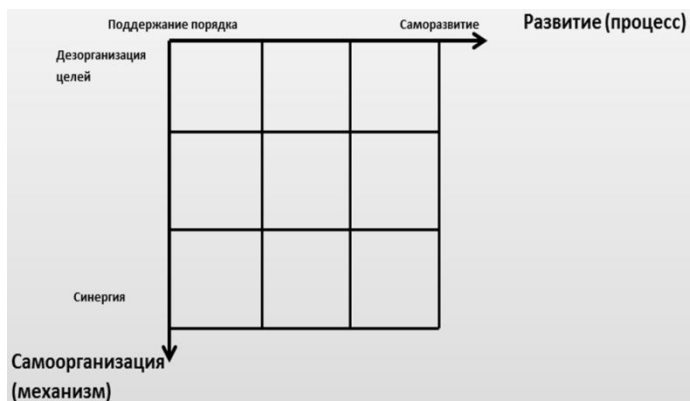 Поддержание порядка
Саморазвитие
Развитие (процесс)
Дезорганизация
целей
Синергия
Самоорганизация
(механизм)